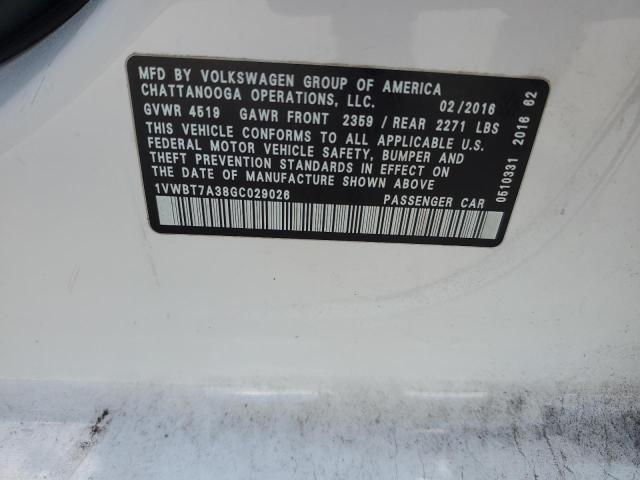 MFD BY VOLKSWAGEN GROUP OF AMERICA
CHATTANOOGA OPERATIONS, LLC. 02/2016
GVWR 4519 GAWR FRONT 2359 / REAR 2271 LBS
THIS VEHICLE CONFORMS TO ALL APPLICABLE U.S.
FEDERAL MOTOR VEHICLE SAFETY, BUMPER AND
THEFT PREVENTION STANDARDS IN EFFECT ON
THE DATE OF MANUFACTURE SHOWN ABOVE
1VWBT7A38GC029026 PASSENGER CAR
0510331 2016 62